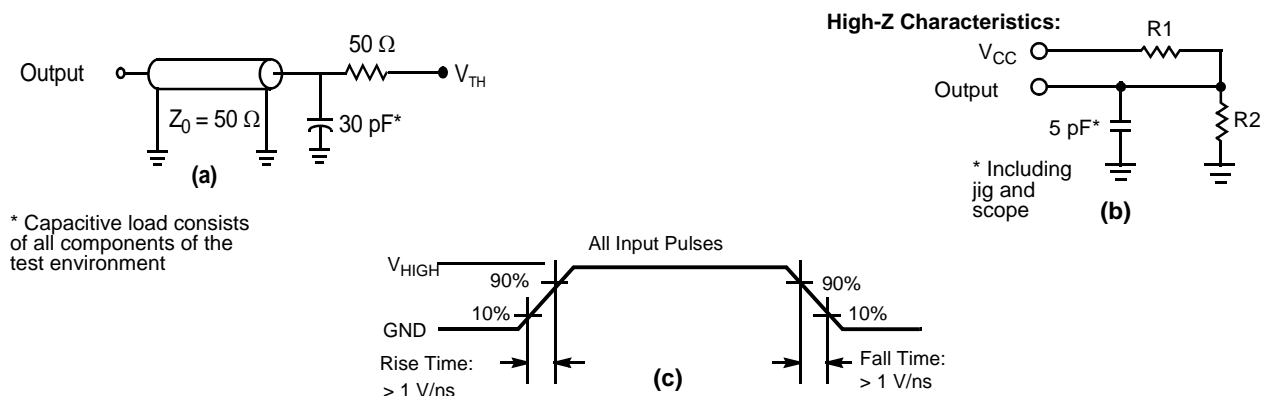 Output
Z0 = 50 Ω
50 Ω
VTH
30 pF*
(a)
* Capacitive load consists
of all components of the
test environment
High-Z Characteristics:
VCC
R1
Output
5 pF*
R2
* Including
jig and
scope
(b)
All Input Pulses
VHIGH
90%
10%
GND
90%
10%
Rise Time:
> 1 V/ns
(c)
Fall Time:
> 1 V/ns